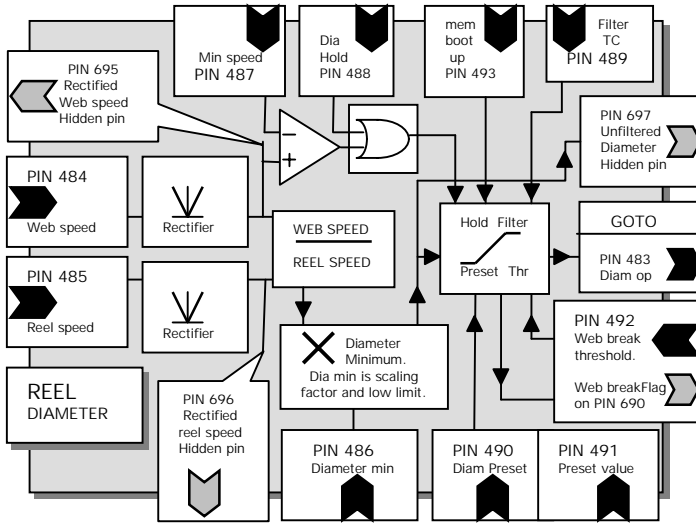 Min speed
PIN 487
Dia
Hold
PIN 488
mem
boot
up
PIN 493
Filter
TC
PIN 489
PIN 695
Rectified
Web speed
Hidden pin
PIN 697
Unfiltered
Diameter
Hidden pin
PIN 484
Web speed
Rectifier
WEB SPEED
REEL SPEED
Hold Filter
Preset Thr
GOTO
PIN 483
Diam op
PIN 485
Reel speed
Rectifier
Diameter
Minimum.
Dia min is scaling
factor and low limit.
PIN 492
Web break
threshold.
Web breakFlag
on PIN 690
REEL
DIAMETER
PIN 696
Rectified
reel speed
Hidden pin
PIN 486
Diameter min
PIN 490
Diam Preset
PIN 491
Preset value